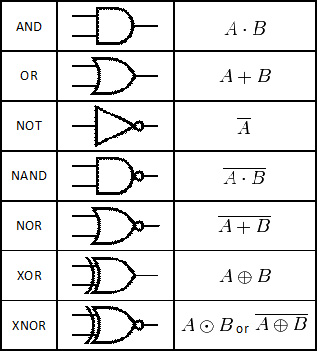 AND A · B
OR A + B
NOT A̅
NAND A̅ ·̅ B̅
NOR A̅ +̅ B̅
XOR A ⊕ B
XNOR A ⊙ B or A̅ ⊕̅ B̅